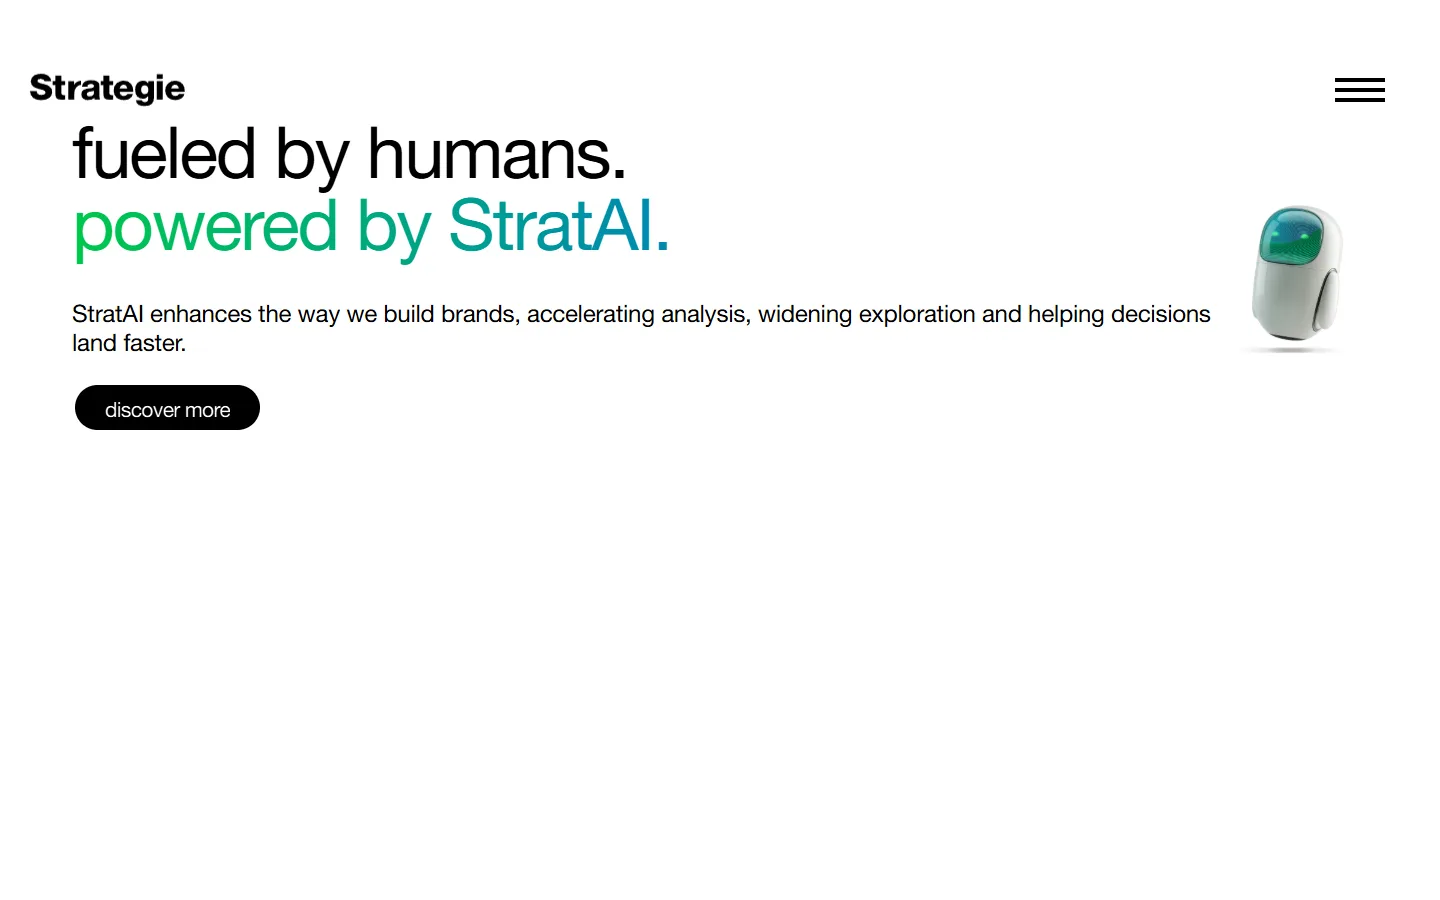 Strategie
fueled by humans.
powered by StratAI.
StratAI enhances the way we build brands, accelerating analysis, widening exploration and helping decisions
land faster.
discover more